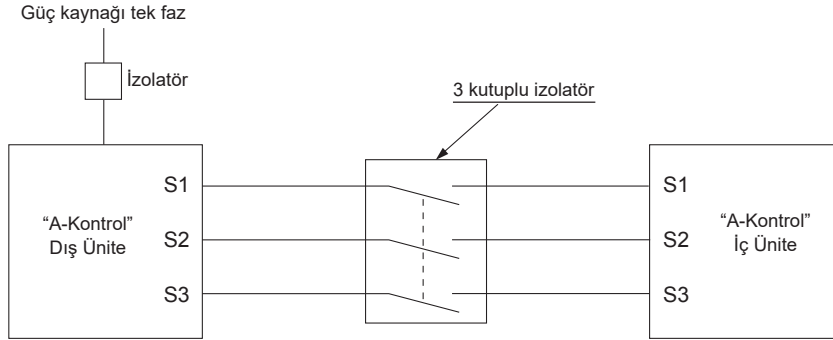 Güç kaynağı tek faz
İzolatör
3 kutuplu izolatör
“A-Kontrol”
Dış Ünite
S1
S2
S3
S1
S2
S3
“A-Kontrol”
İç Ünite